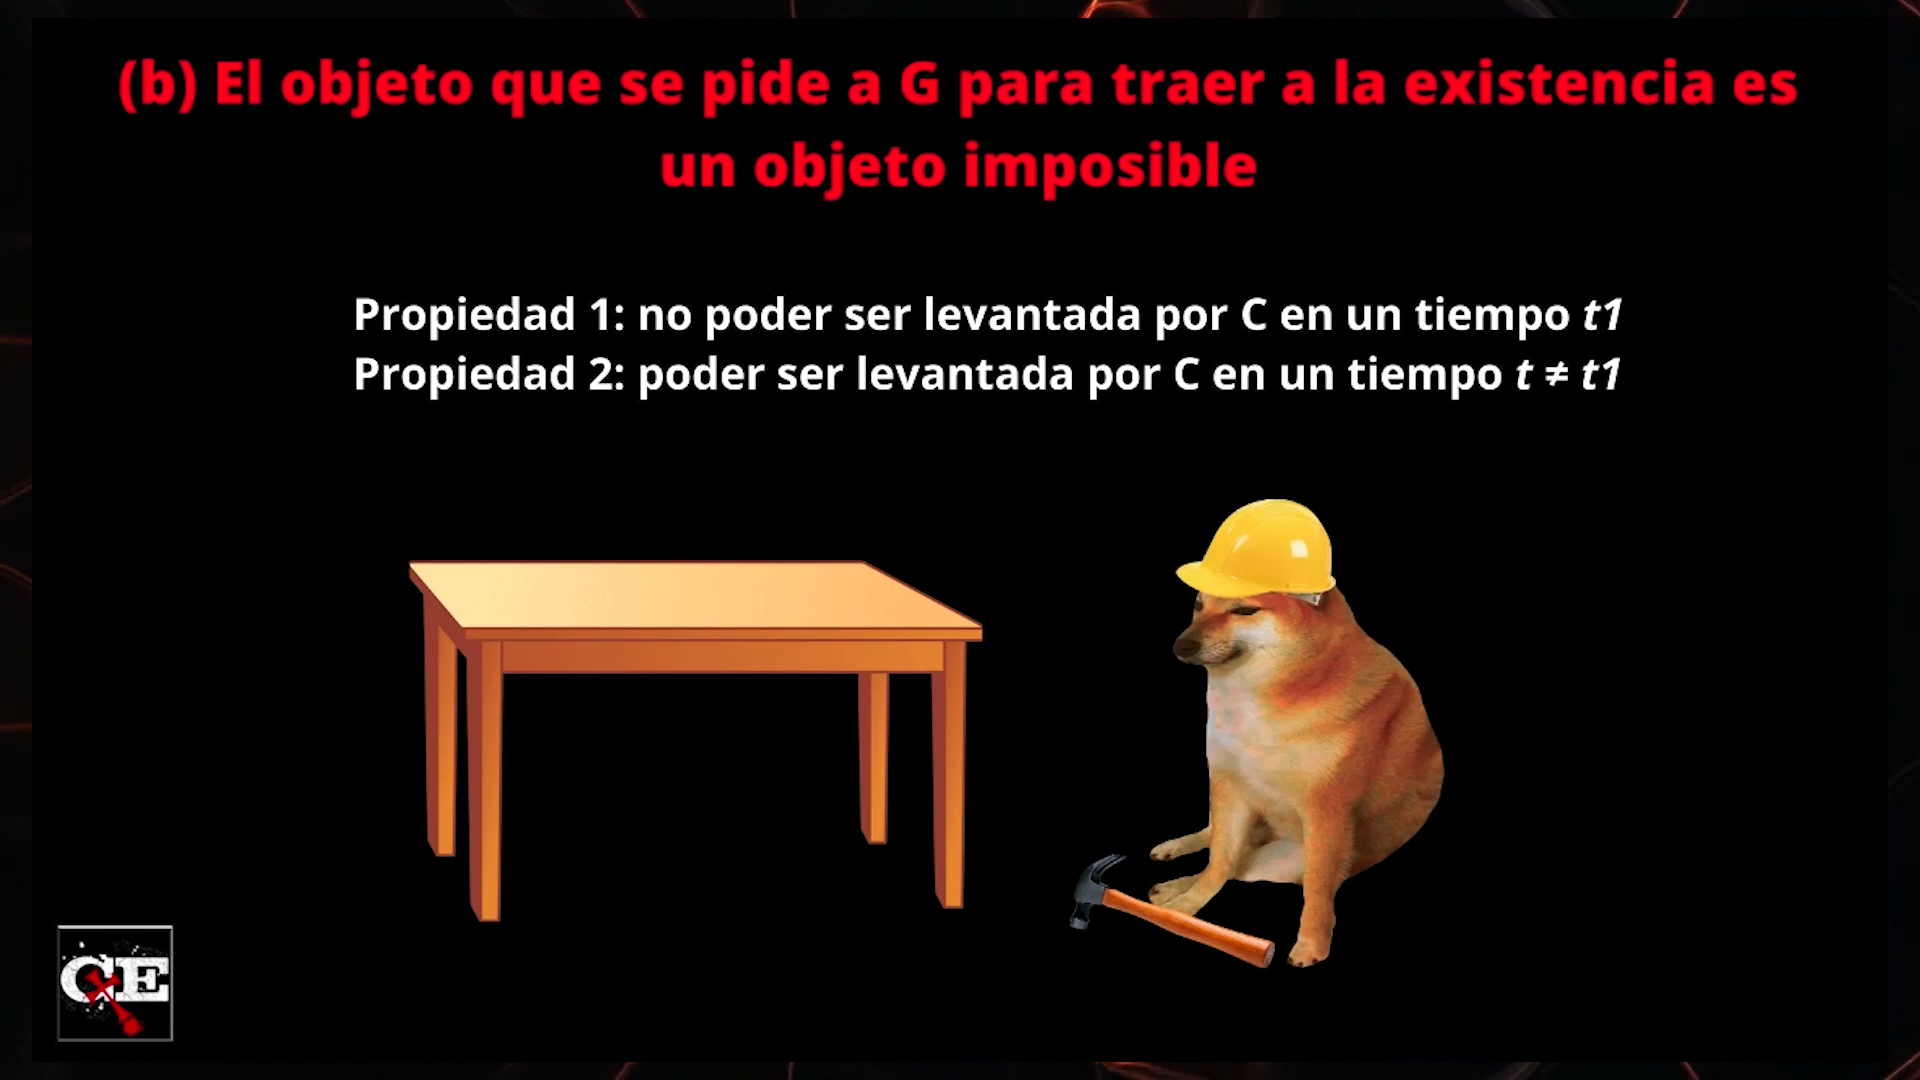 (b) El objeto que se pide a G para traer a la existencia es
un objeto imposible
Propiedad 1: no poder ser levantada por C en un tiempo t1
Propiedad 2: poder ser levantada por C en un tiempo t ≠ t1
CE